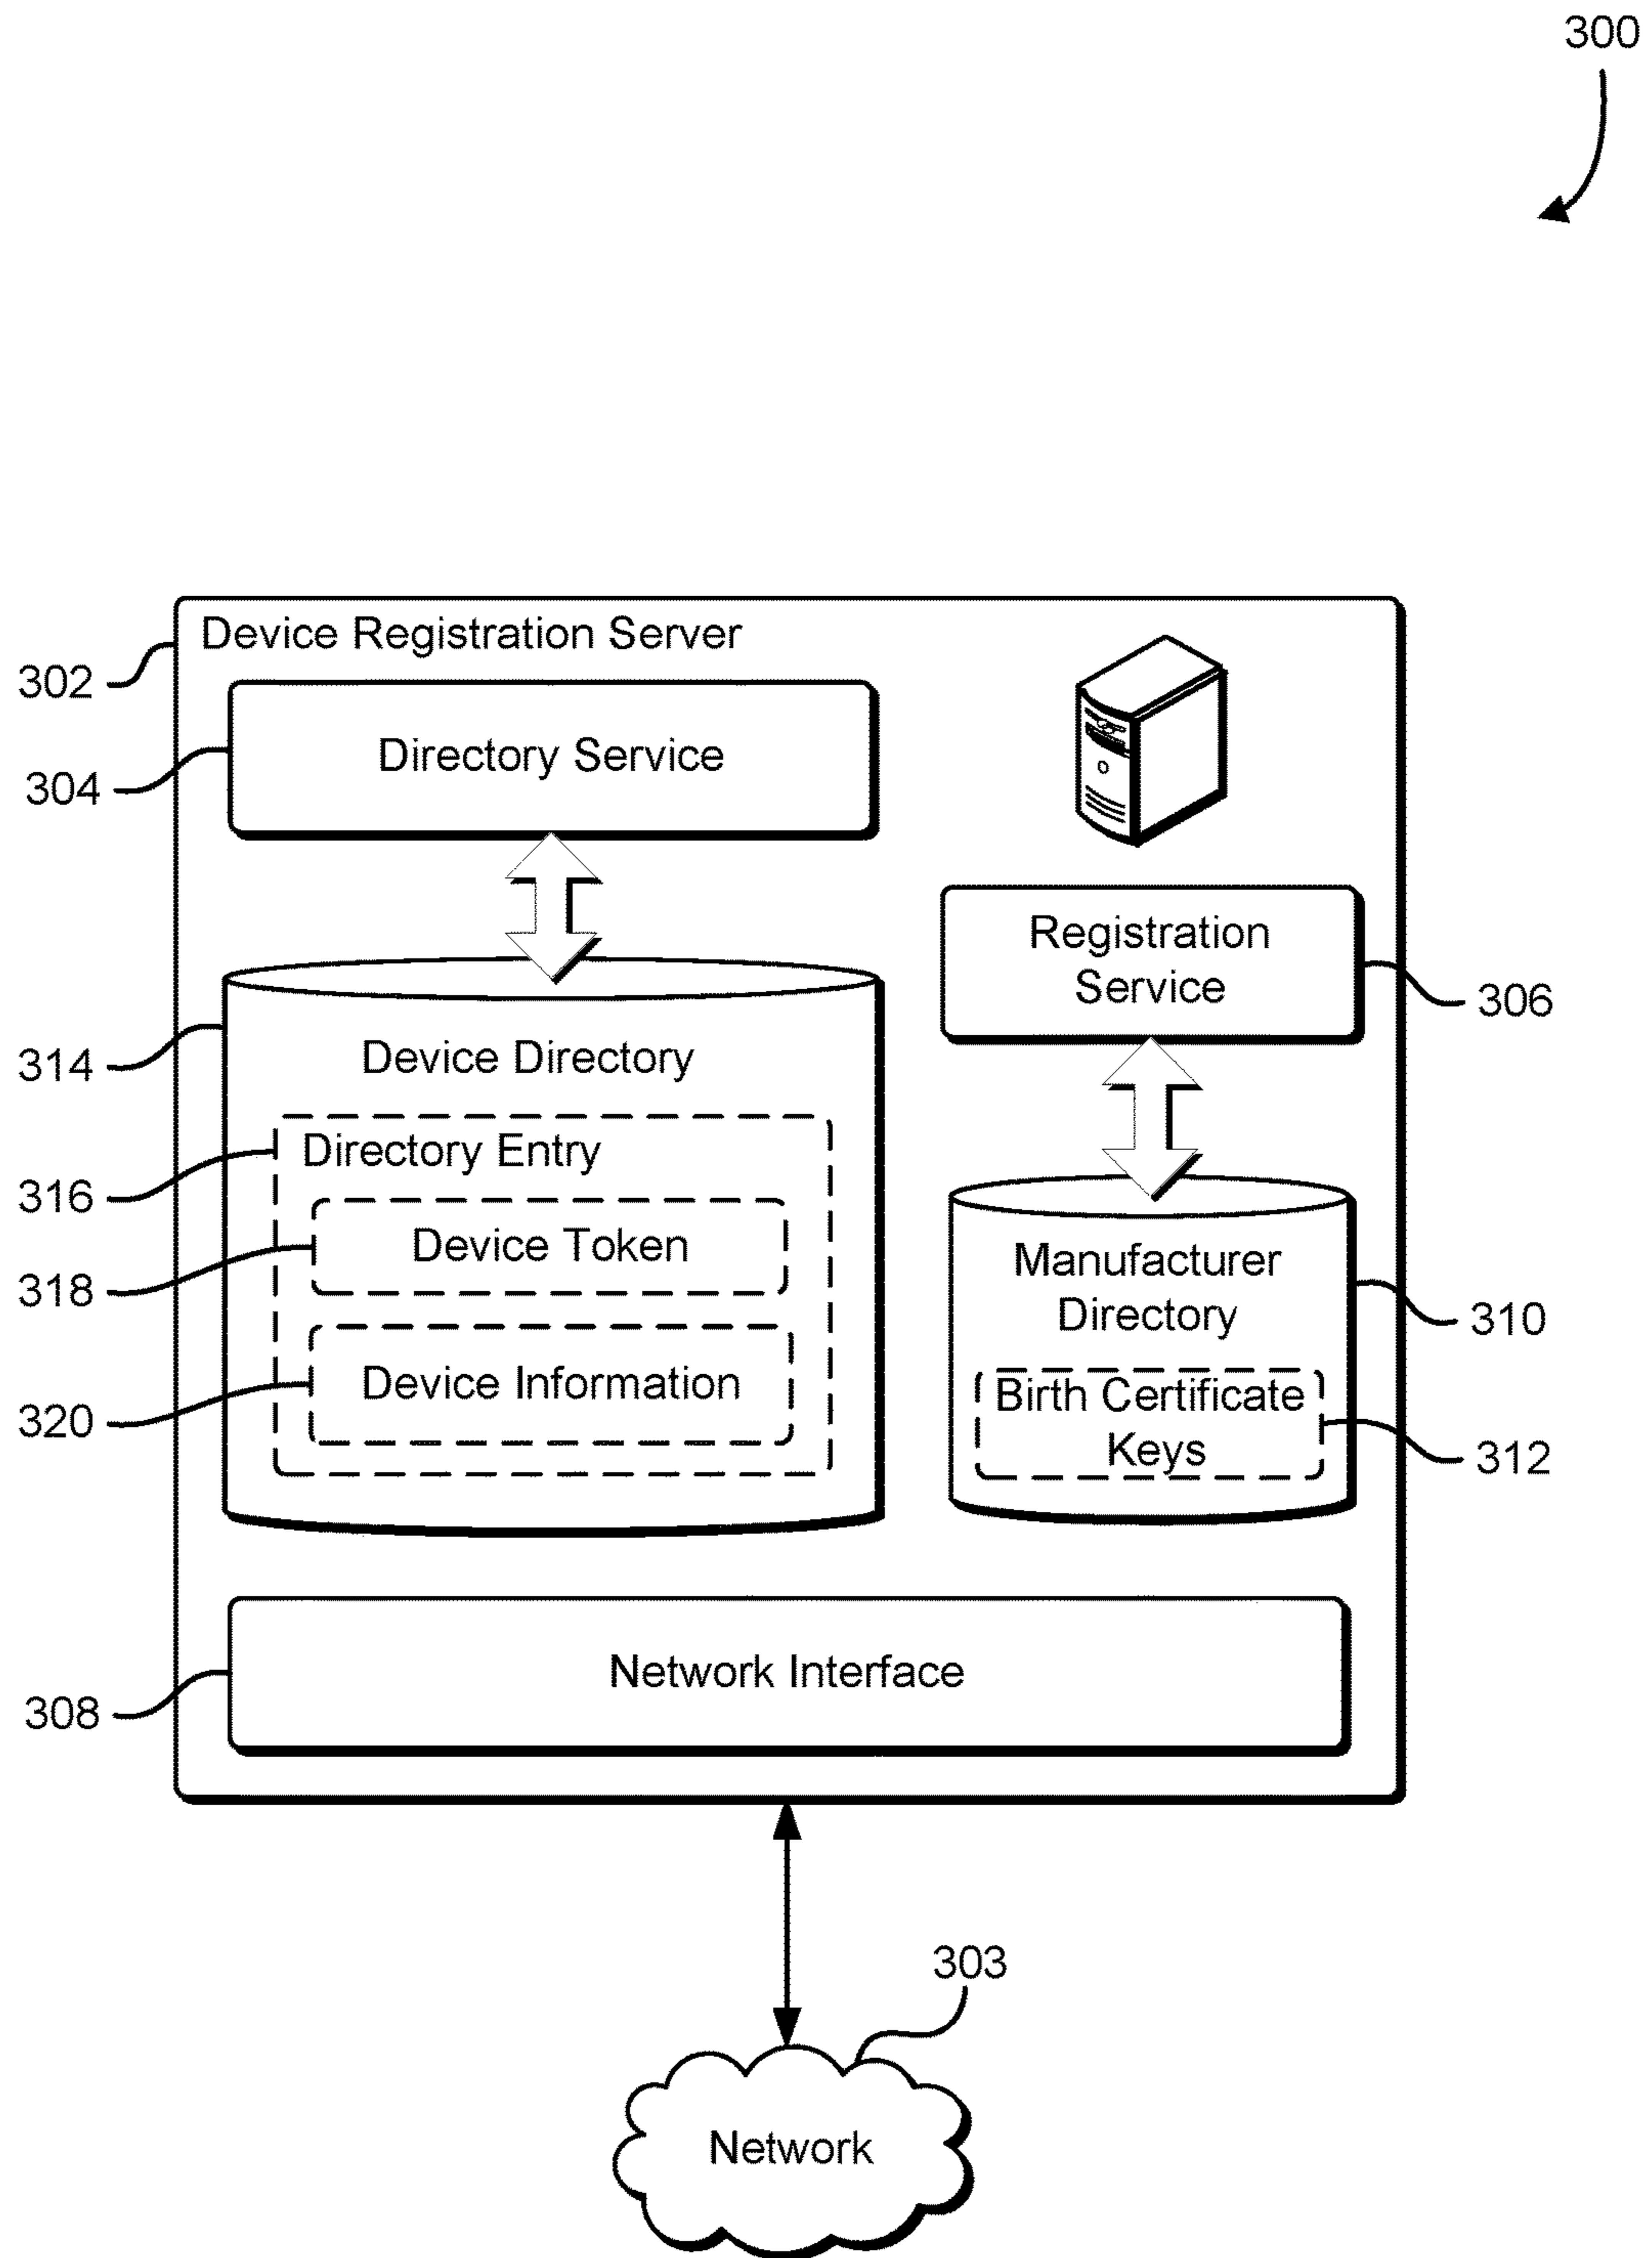 300
Device Registration Server
302
Directory Service
304
Registration
Service
306
314
Device Directory
316
Directory Entry
Device Token
318
Device Information
320
Manufacturer
Directory
310
Birth Certificate
Keys
312
Network Interface
308
303
Network